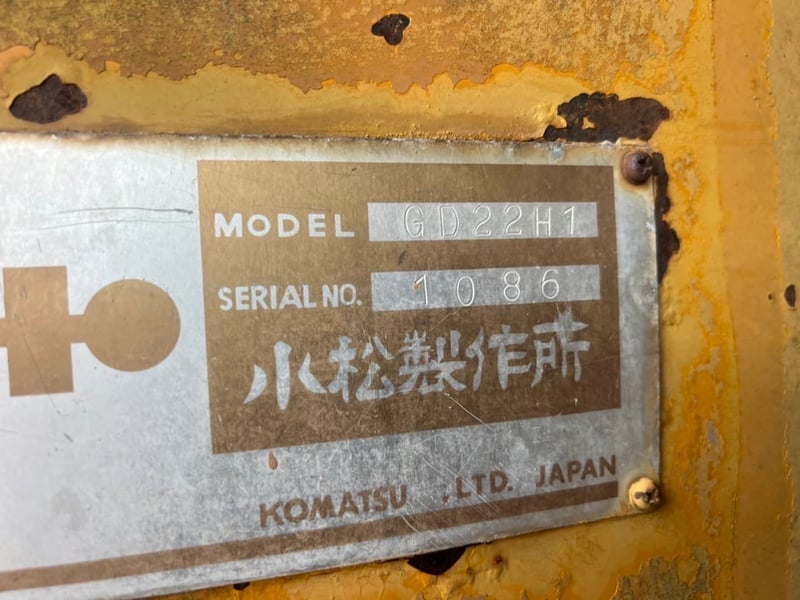 MODEL GD22H1
SERIAL NO. 1086
小松製作所
KOMATSU ,LTD. JAPAN